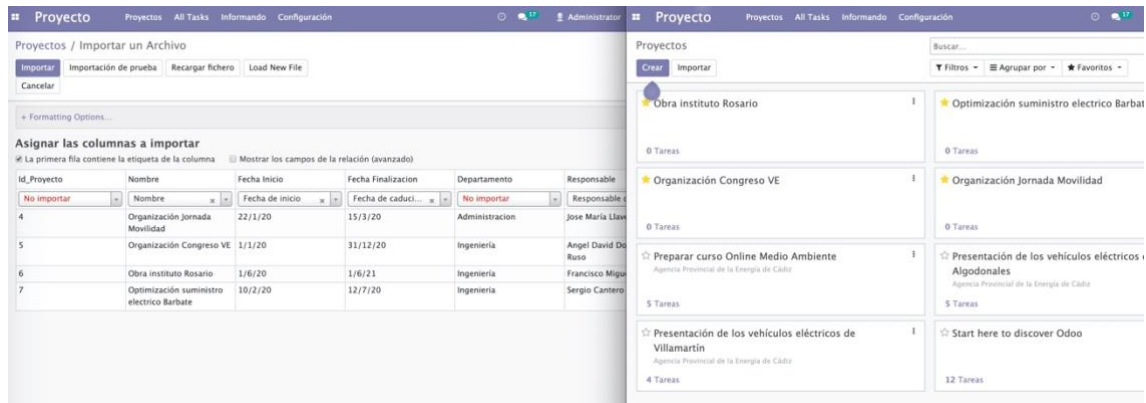 Proyecto Proyectos All Tasks Informando Configuración 17 Administrator
Proyectos / Importar un Archivo
Importar Importación de prueba Recargar fichero Load New File
Cancelar
+ Formatting Options...
Asignar las columnas a importar
La primera fila contiene la etiqueta de la columna Mostrar los campos de la relación (avanzado)
Id_Proyecto Nombre Fecha Inicio Fecha Finalizacion Departamento Responsable
No importar Nombre Fecha de inicio Fecha de caduci... No importar Responsable
4 Organización Jornada 22/1/20 15/3/20 Administracion Jose María
Movilidad
5 Organización Congreso VE 1/1/20 31/12/20 Ingeniería Angel David Do
Ruso
6 Obra instituto Rosario 1/6/20 1/6/21 Ingeniería Francisco Migu
7 Optimización suministro 10/2/20 12/7/20 Ingeniería Sergio Cantero
electrico Barbate
Proyecto Proyectos All Tasks Informando Configuración 17
Proyectos Buscar...
Crear Importar Filtros Agrupar por Favoritos
Obra instituto Rosario Optimización suministro electrico Barbat
0 Tareas 0 Tareas
Organización Congreso VE Organización Jornada Movilidad
0 Tareas 0 Tareas
Preparar curso Online Medio Ambiente Presentación de los vehículos eléctricos
Agencia Provincial de la Energía de Cádiz Algodonales
Agencia Provincial de la Energía de Cádiz
5 Tareas 5 Tareas
Presentación de los vehículos eléctricos de Start here to discover Odoo
Villamartín
Agencia Provincial de la Energía de Cádiz
4 Tareas 12 Tareas